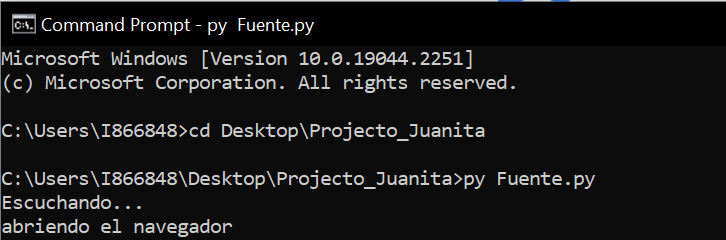 Command Prompt - py  Fuente.py
Microsoft Windows [Version 10.0.19044.2251]
(c) Microsoft Corporation. All rights reserved.
C:\Users\I866848>cd Desktop\Projecto_Juanita
C:\Users\I866848\Desktop\Projecto_Juanita>py Fuente.py
Escuchando...
abriendo el navegador